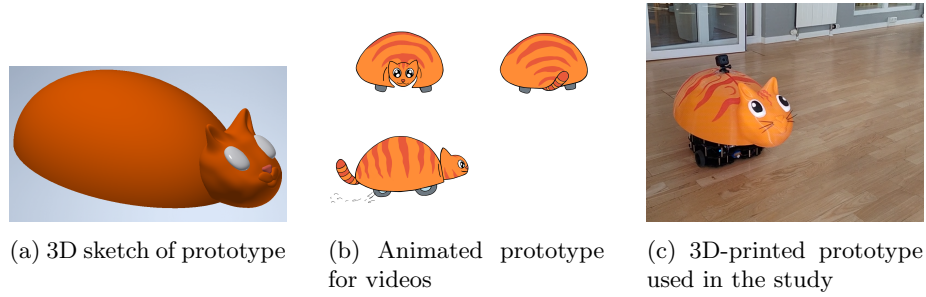 (a) 3D sketch of prototype
(b) Animated prototype
for videos
(c) 3D-printed prototype
used in the study